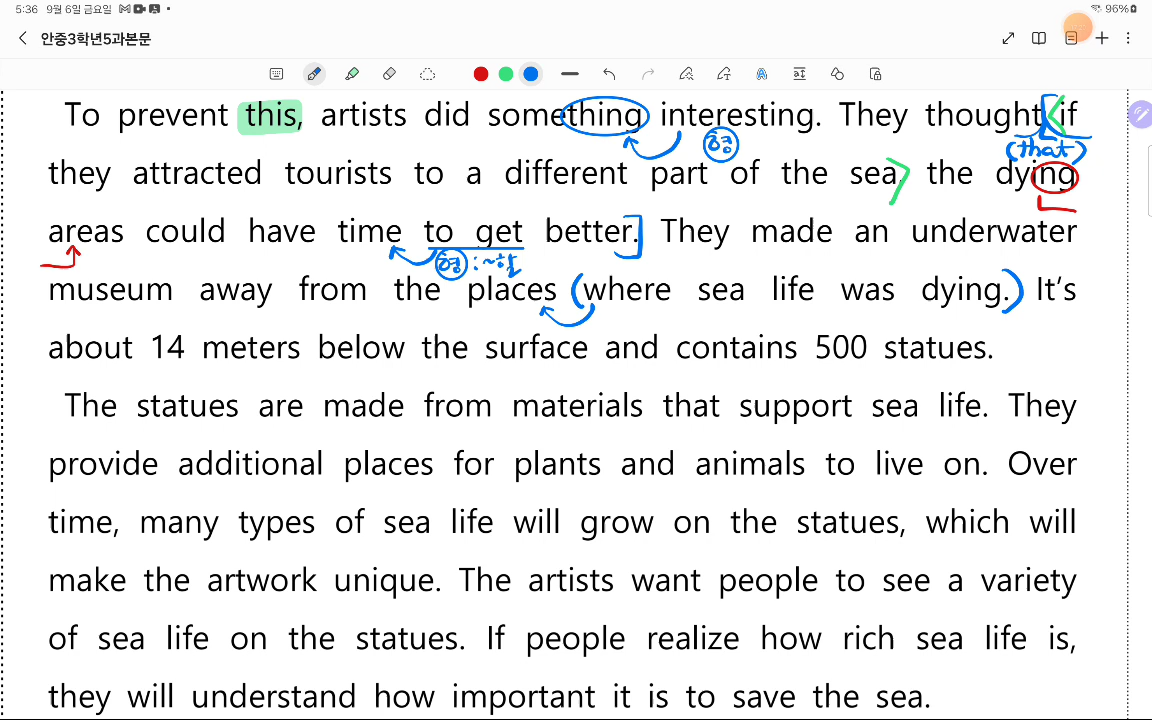 5:36 9월 6일 금요일 96%
안중3학년5과본문
To prevent this, artists did something interesting. They thought if
형
(that)
they attracted tourists to a different part of the sea, the dying
areas could have time to get better. They made an underwater
형 : ~할
museum away from the places (where sea life was dying.) It's
about 14 meters below the surface and contains 500 statues.
The statues are made from materials that support sea life. They
provide additional places for plants and animals to live on. Over
time, many types of sea life will grow on the statues, which will
make the artwork unique. The artists want people to see a variety
of sea life on the statues. If people realize how rich sea life is,
they will understand how important it is to save the sea.